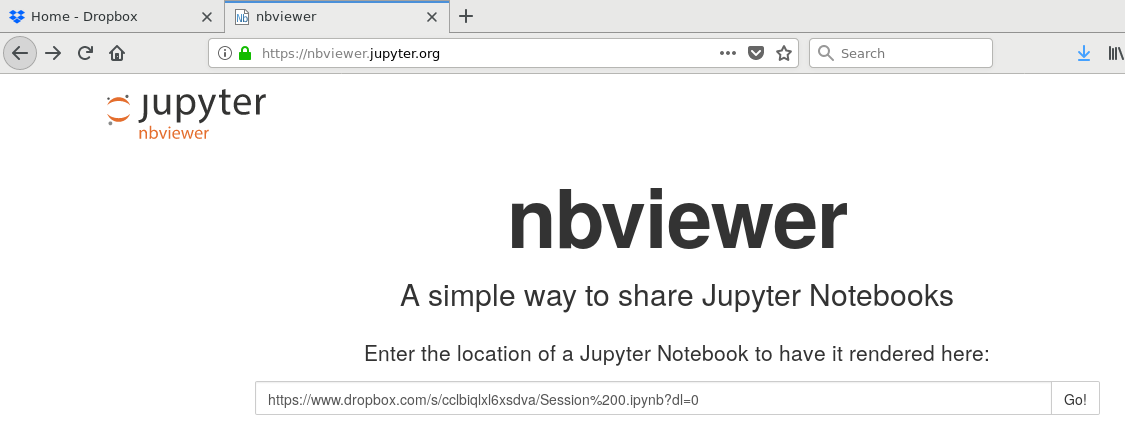 Home - Dropbox
nbviewer
https://nbviewer.jupyter.org
Search
jupyter
nbviewer
nbviewer
A simple way to share Jupyter Notebooks
Enter the location of a Jupyter Notebook to have it rendered here:
https://www.dropbox.com/s/cclbiqlxl6xsdva/Session%200.ipynb?dl=0 Go!